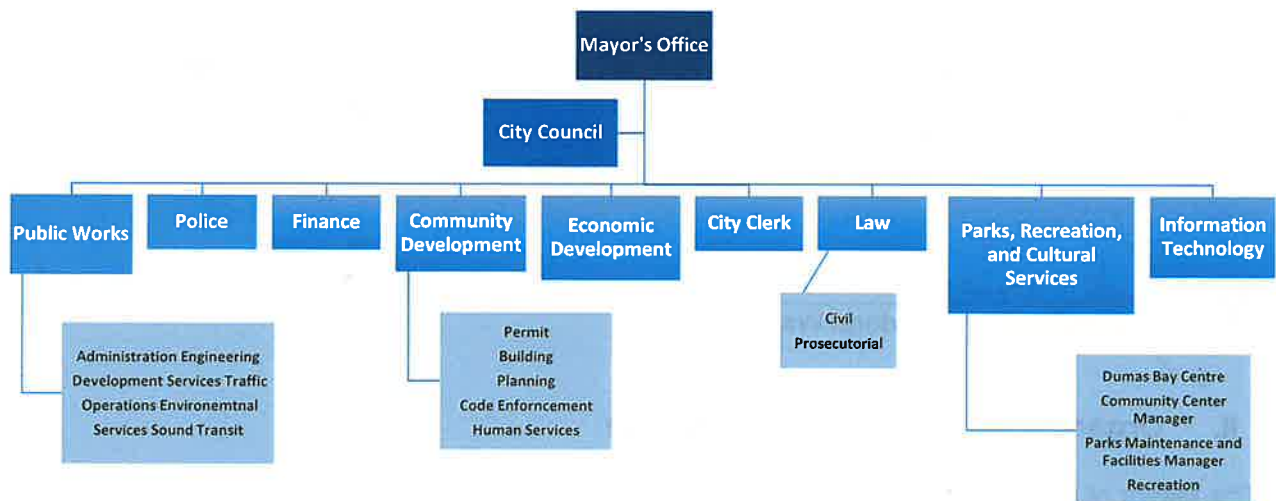 Mayor's Office
City Council
Public Works
Police
Finance
Community
Development
Economic
Development
City Clerk
Law
Parks, Recreation,
and Cultural
Services
Information
Technology
Administration Engineering
Development Services Traffic
Operations Environemtnal
Services Sound Transit
Permit
Building
Planning
Code Enforncement
Human Services
Civil
Prosecutorial
Dumas Bay Centre
Community Center
Manager
Parks Maintenance and
Facilities Manager
Recreation